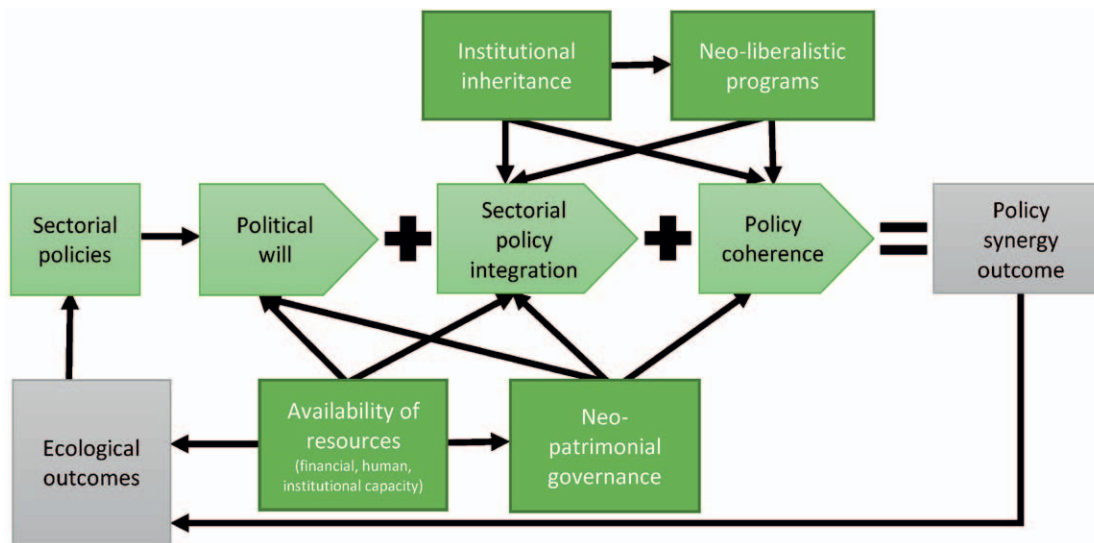 Institutional
inheritance
Neo-liberalistic
programs
Sectorial
policies
Political
will
+
Sectorial
policy
integration
+
Policy
coherence
=
Policy
synergy
outcome
Ecological
outcomes
Availability of
resources
(financial, human,
institutional capacity)
Neo-
patrimonial
governance